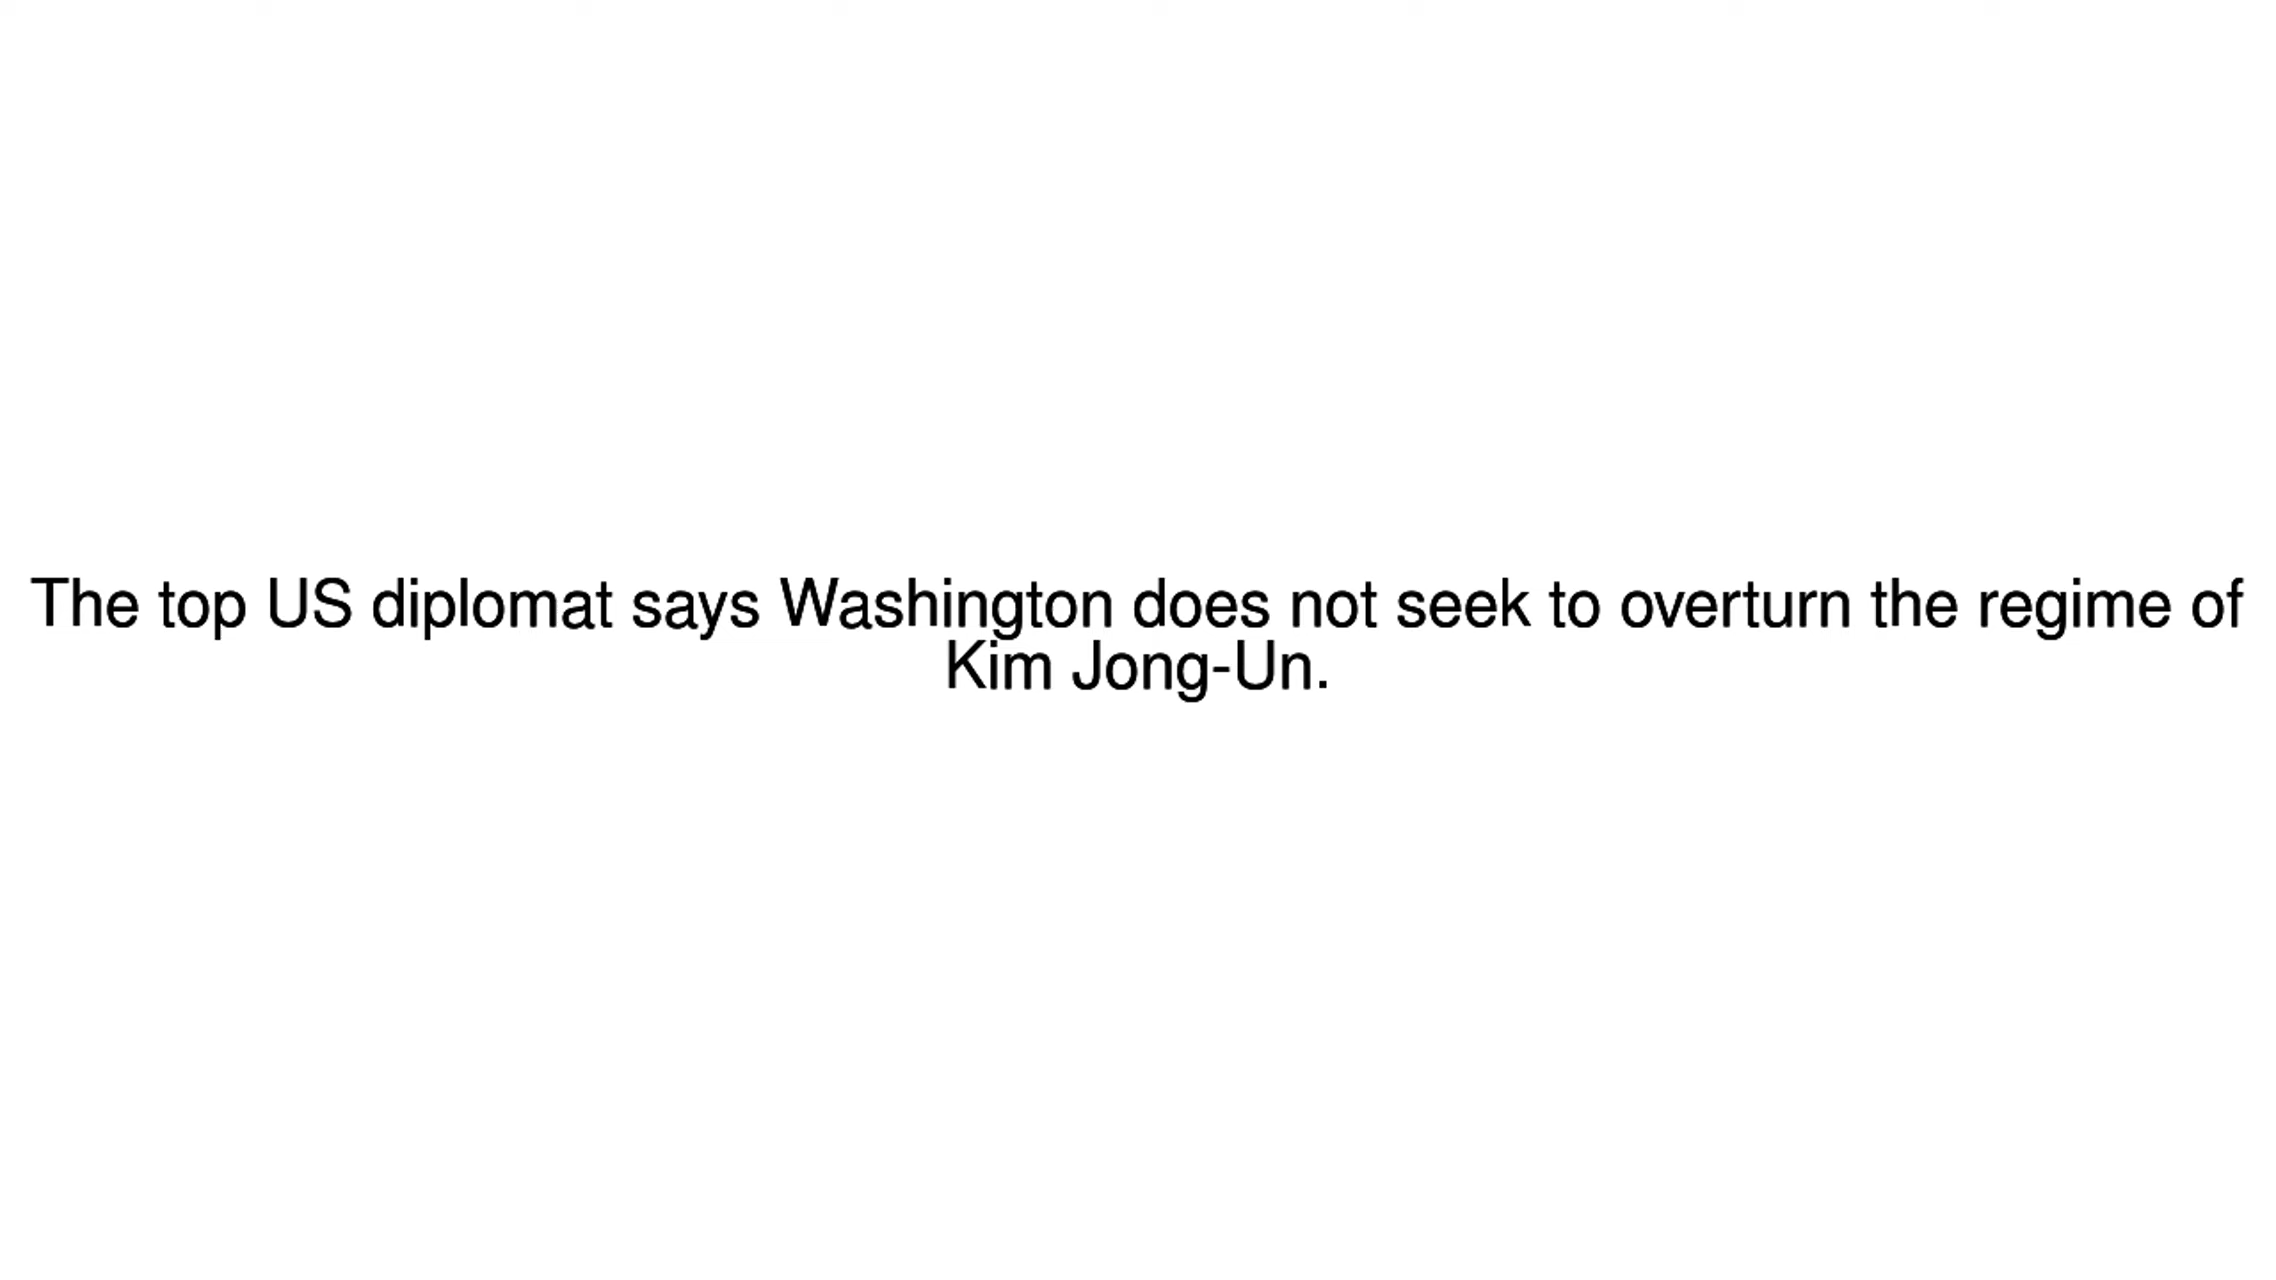 The top US diplomat says Washington does not seek to overturn the regime of
Kim Jong-Un.